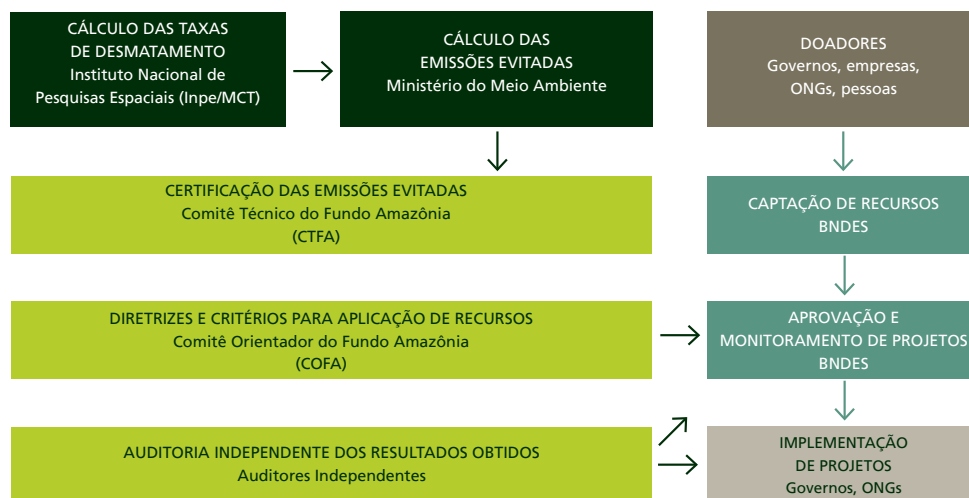 CÁLCULO DAS TAXAS
DE DESMATAMENTO
Instituto Nacional de
Pesquisas Espaciais (Inpe/MCT)
CÁLCULO DAS
EMISSÕES EVITADAS
Ministério do Meio Ambiente
DOADORES
Governos, empresas,
ONGs, pessoas
CERTIFICAÇÃO DAS EMISSÕES EVITADAS
Comitê Técnico do Fundo Amazônia
(CTFA)
CAPTAÇÃO DE RECURSOS
BNDES
DIRETRIZES E CRITÉRIOS PARA APLICAÇÃO DE RECURSOS
Comitê Orientador do Fundo Amazônia
(COFA)
APROVAÇÃO E
MONITORAMENTO DE PROJETOS
BNDES
AUDITORIA INDEPENDENTE DOS RESULTADOS OBTIDOS
Auditores Independentes
IMPLEMENTAÇÃO
DE PROJETOS
Governos, ONGs